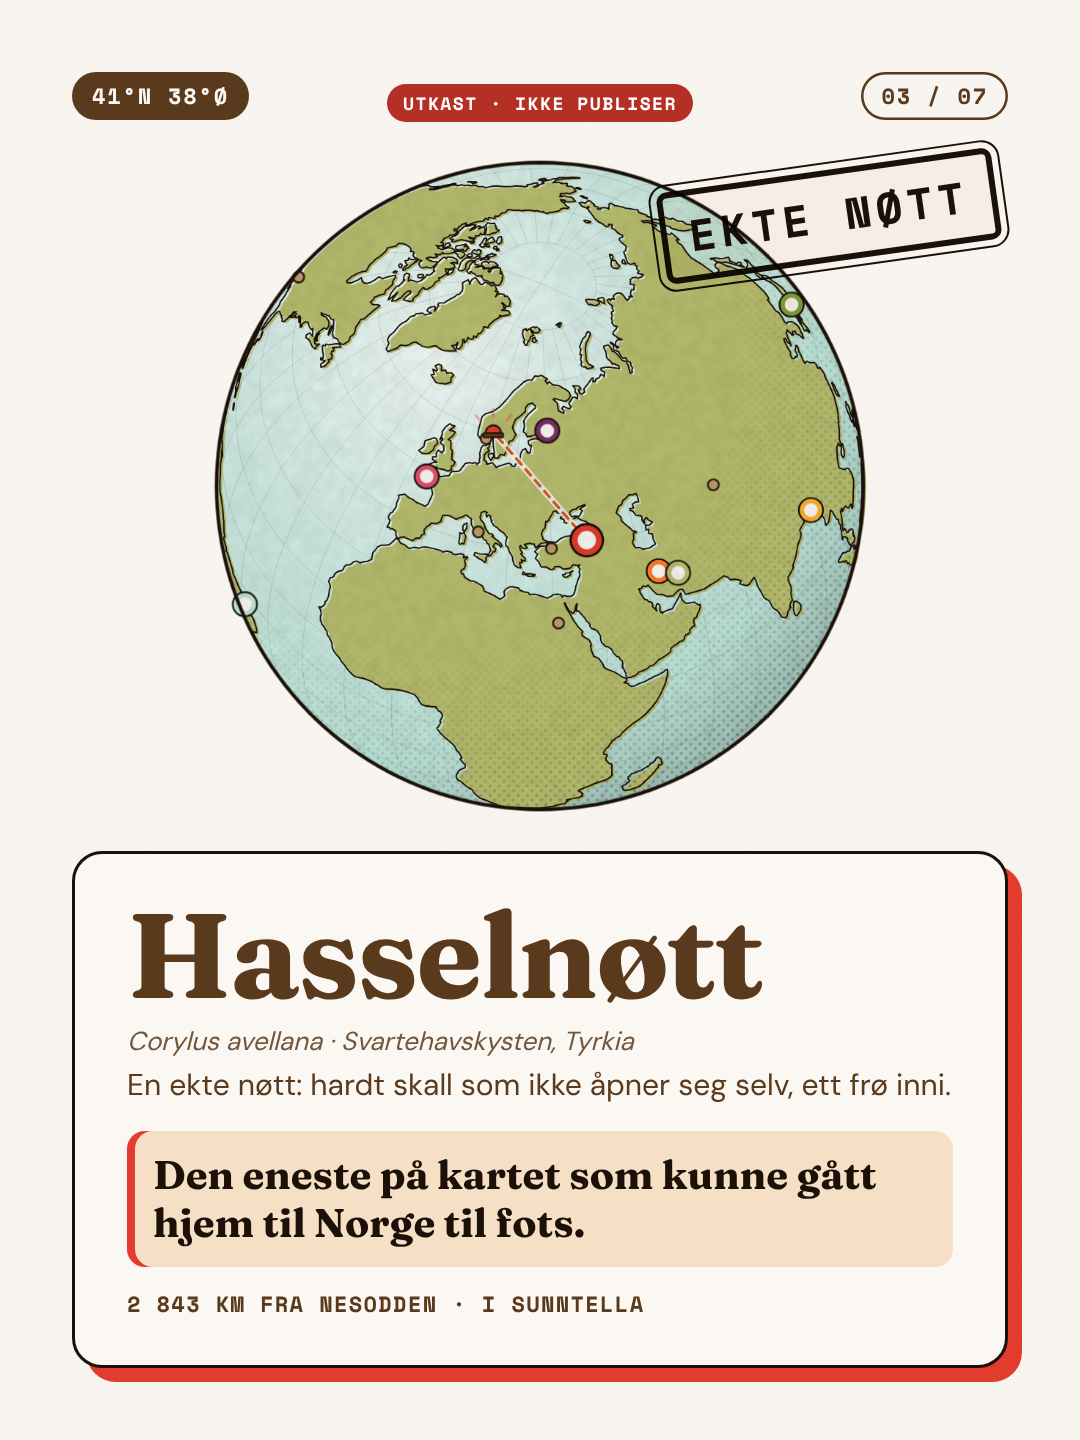 41°N 38°Ø
UTKAST · IKKE PUBLISER
03 / 07
EKTE NØTT
Hasselnøtt
Corylus avellana · Svartehavskysten, Tyrkia
En ekte nøtt: hardt skall som ikke åpner seg selv, ett frø inni.
Den eneste på kartet som kunne gått
hjem til Norge til fots.
2 843 KM FRA NESODDEN · I SUNNTELLA